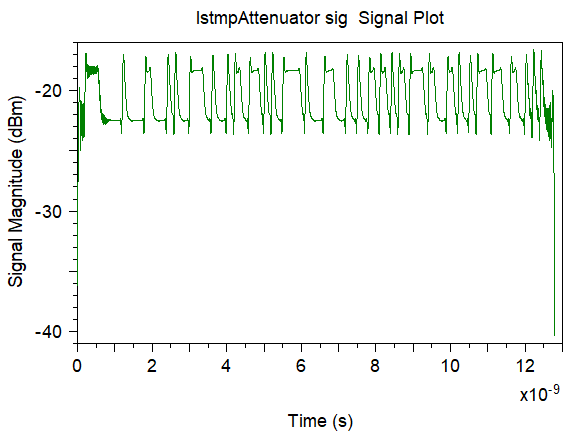 lstmpAttenuator sig  Signal Plot
-20
-30
-40
Signal Magnitude (dBm)
0 2 4 6 8 10 12
x10^-9
Time (s)